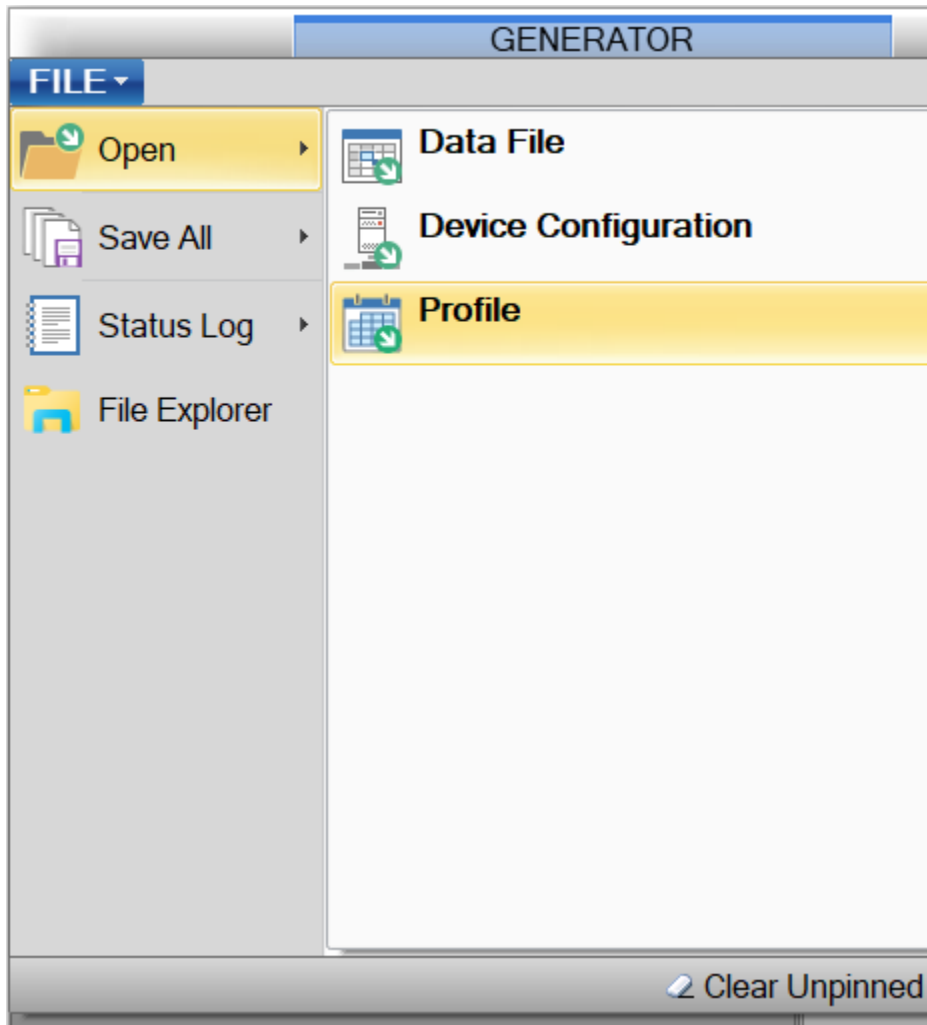 GENERATOR
FILE
Open
Save All
Status Log
File Explorer
Data File
Device Configuration
Profile
Clear Unpinned